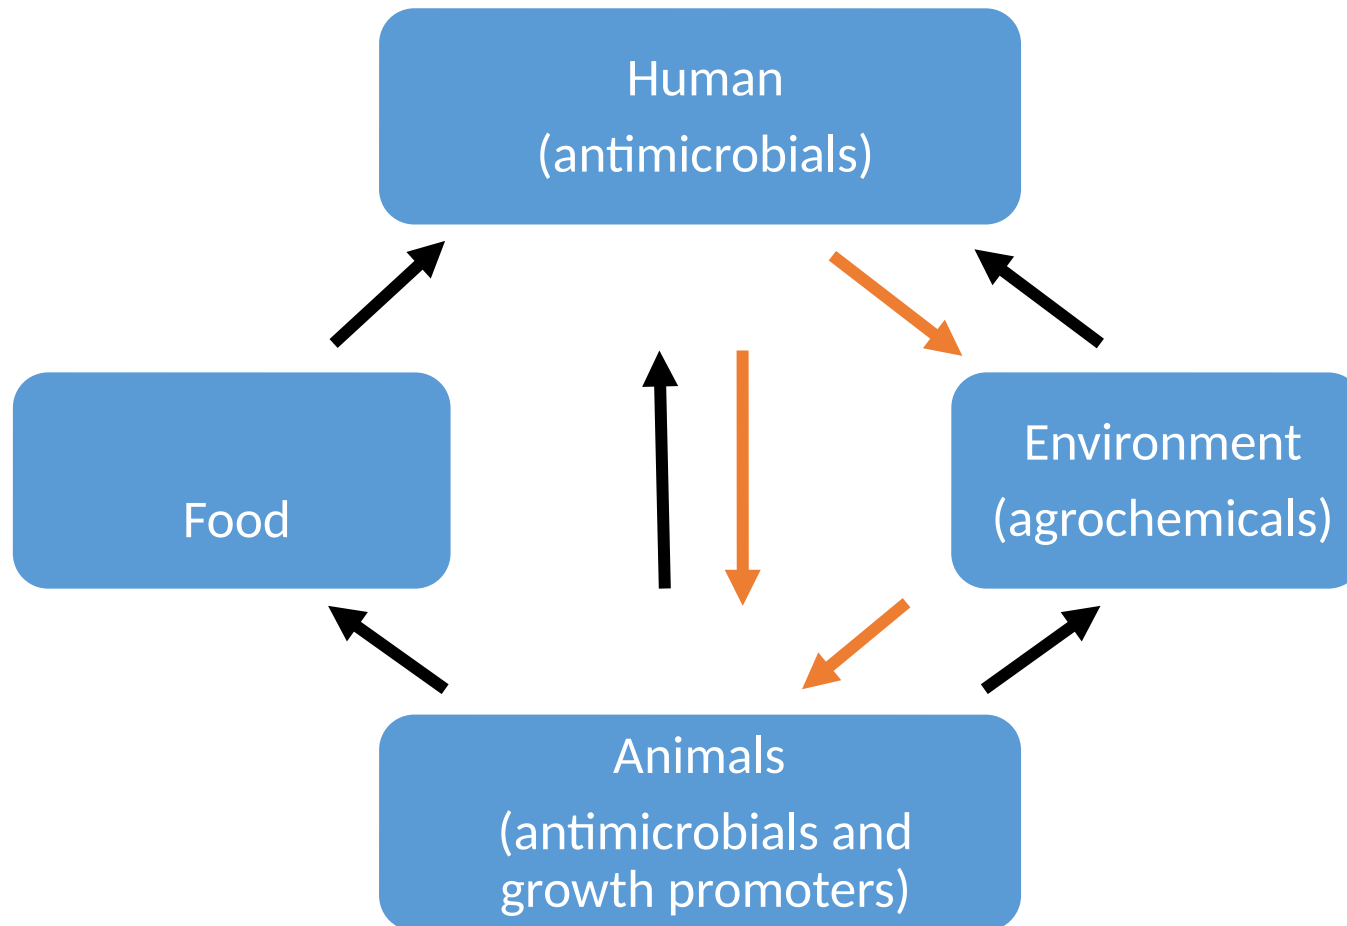 Human
(antimicrobials)
Food
Environment
(agrochemicals)
Animals
(antimicrobials and
growth promoters)